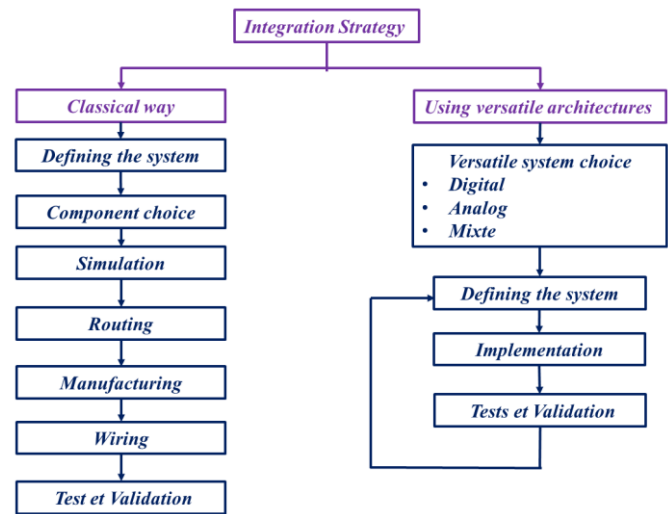 Integration Strategy
Classical way
Defining the system
Component choice
Simulation
Routing
Manufacturing
Wiring
Test et Validation
Using versatile architectures
Versatile system choice
• Digital
• Analog
• Mixte
Defining the system
Implementation
Tests et Validation